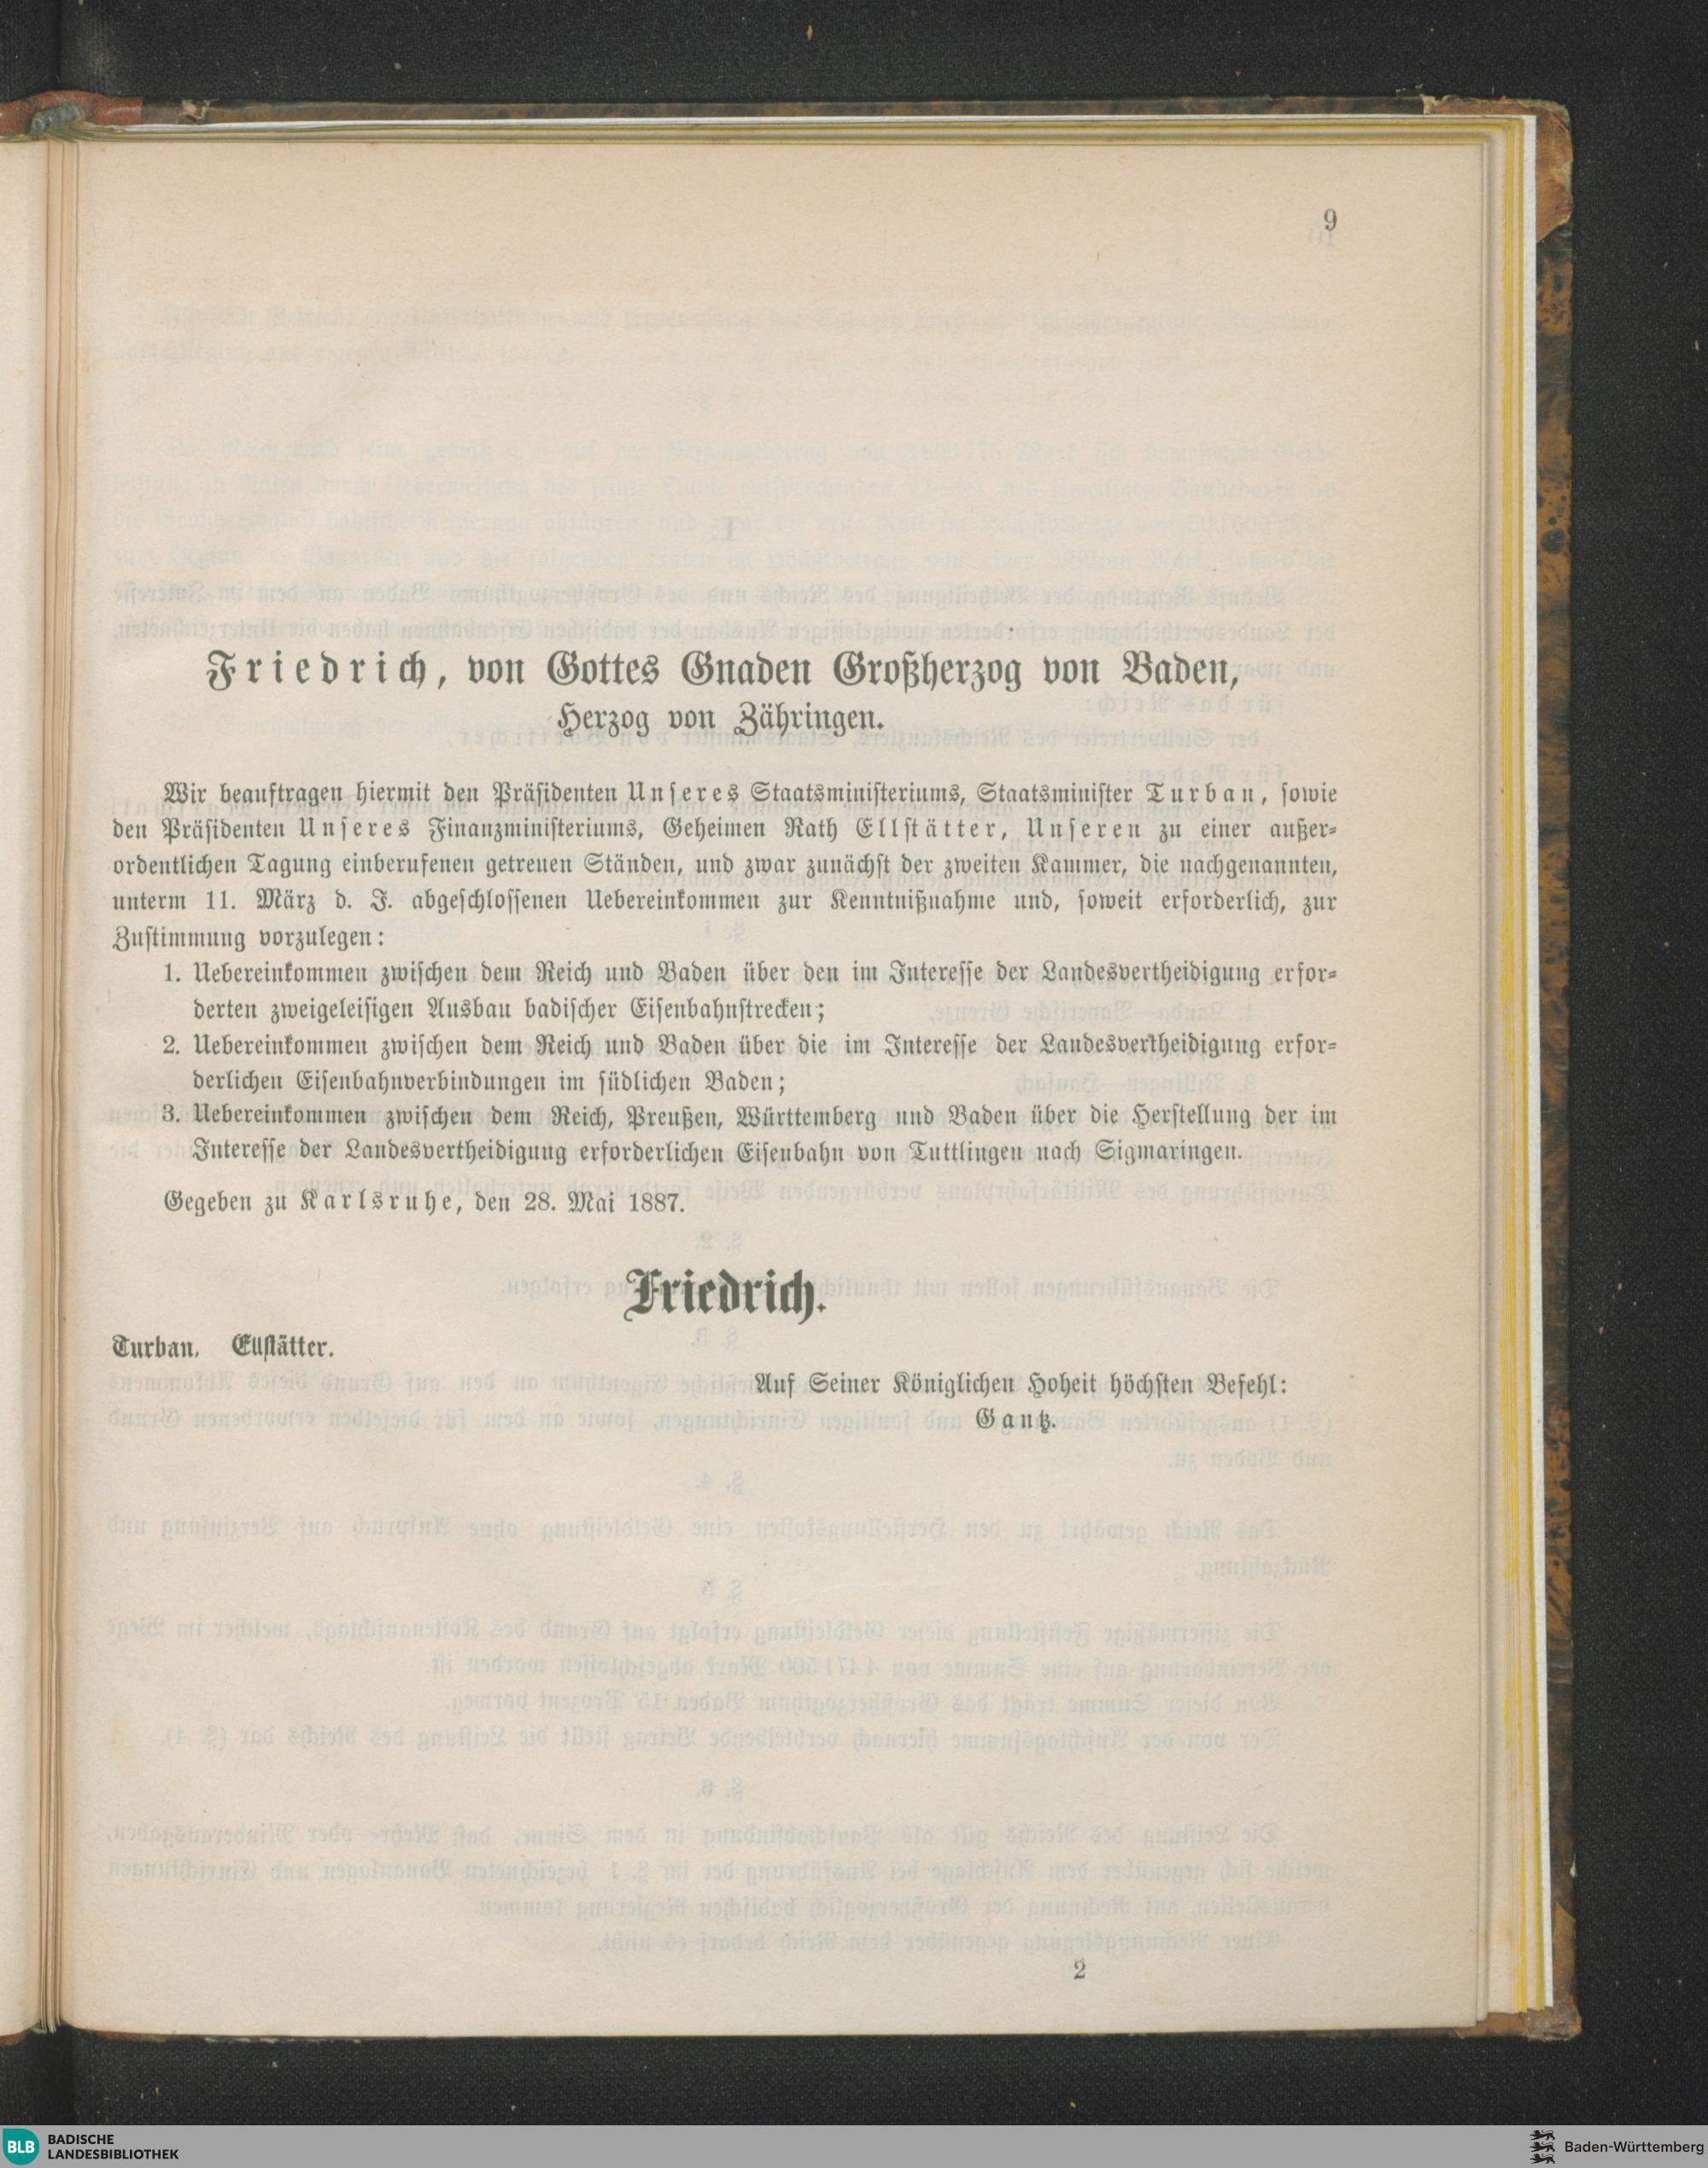 9
Friedrich, von Gottes Gnaden Großherzog von Baden,
Herzog von Zähringen.
Wir beauftragen hiermit den Präsidenten Unseres Staatsministeriums, Staatsminister Turban, sowie
den Präsidenten Unseres Finanzministeriums, Geheimen Rath Ellstätter, Unseren zu einer außer-
ordentlichen Tagung einberufenen getreuen Ständen, und zwar zunächst der zweiten Kammer, die nachgenannten,
unterm 11. März d. J. abgeschlossenen Uebereinkommen zur Kenntnißnahme und, soweit erforderlich, zur
Zustimmung vorzulegen:
1. Uebereinkommen zwischen dem Reich und Baden über den im Interesse der Landesvertheidigung erfor-
derten zweigeleisigen Ausbau badischer Eisenbahnstrecken;
2. Uebereinkommen zwischen dem Reich und Baden über die im Interesse der Landesvertheidigung erfor-
derlichen Eisenbahnverbindungen im südlichen Baden;
3. Uebereinkommen zwischen dem Reich, Preußen, Württemberg und Baden über die Herstellung der im
Interesse der Landesvertheidigung erforderlichen Eisenbahn von Tuttlingen nach Sigmaringen.
Gegeben zu Karlsruhe, den 28. Mai 1887.
Friedrich.
Turban. Ellstätter.
Auf Seiner Königlichen Hoheit höchsten Befehl:
Gantz.
2
BLB BADISCHE
LANDESBIBLIOTHEK
Baden-Württemberg